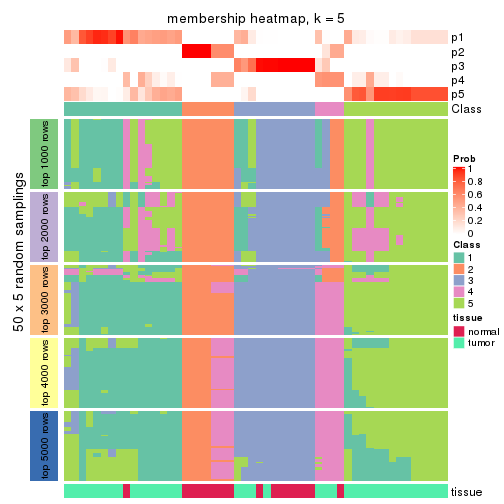 membership heatmap, k = 5
p1
p2
p3
p4
p5
Class
50 x 5 random samplings
top 1000 rows
top 2000 rows
top 3000 rows
top 4000 rows
top 5000 rows
tissue
Prob
1
0.8
0.6
0.4
0.2
0
Class
1
2
3
4
5
tissue
normal
tumor